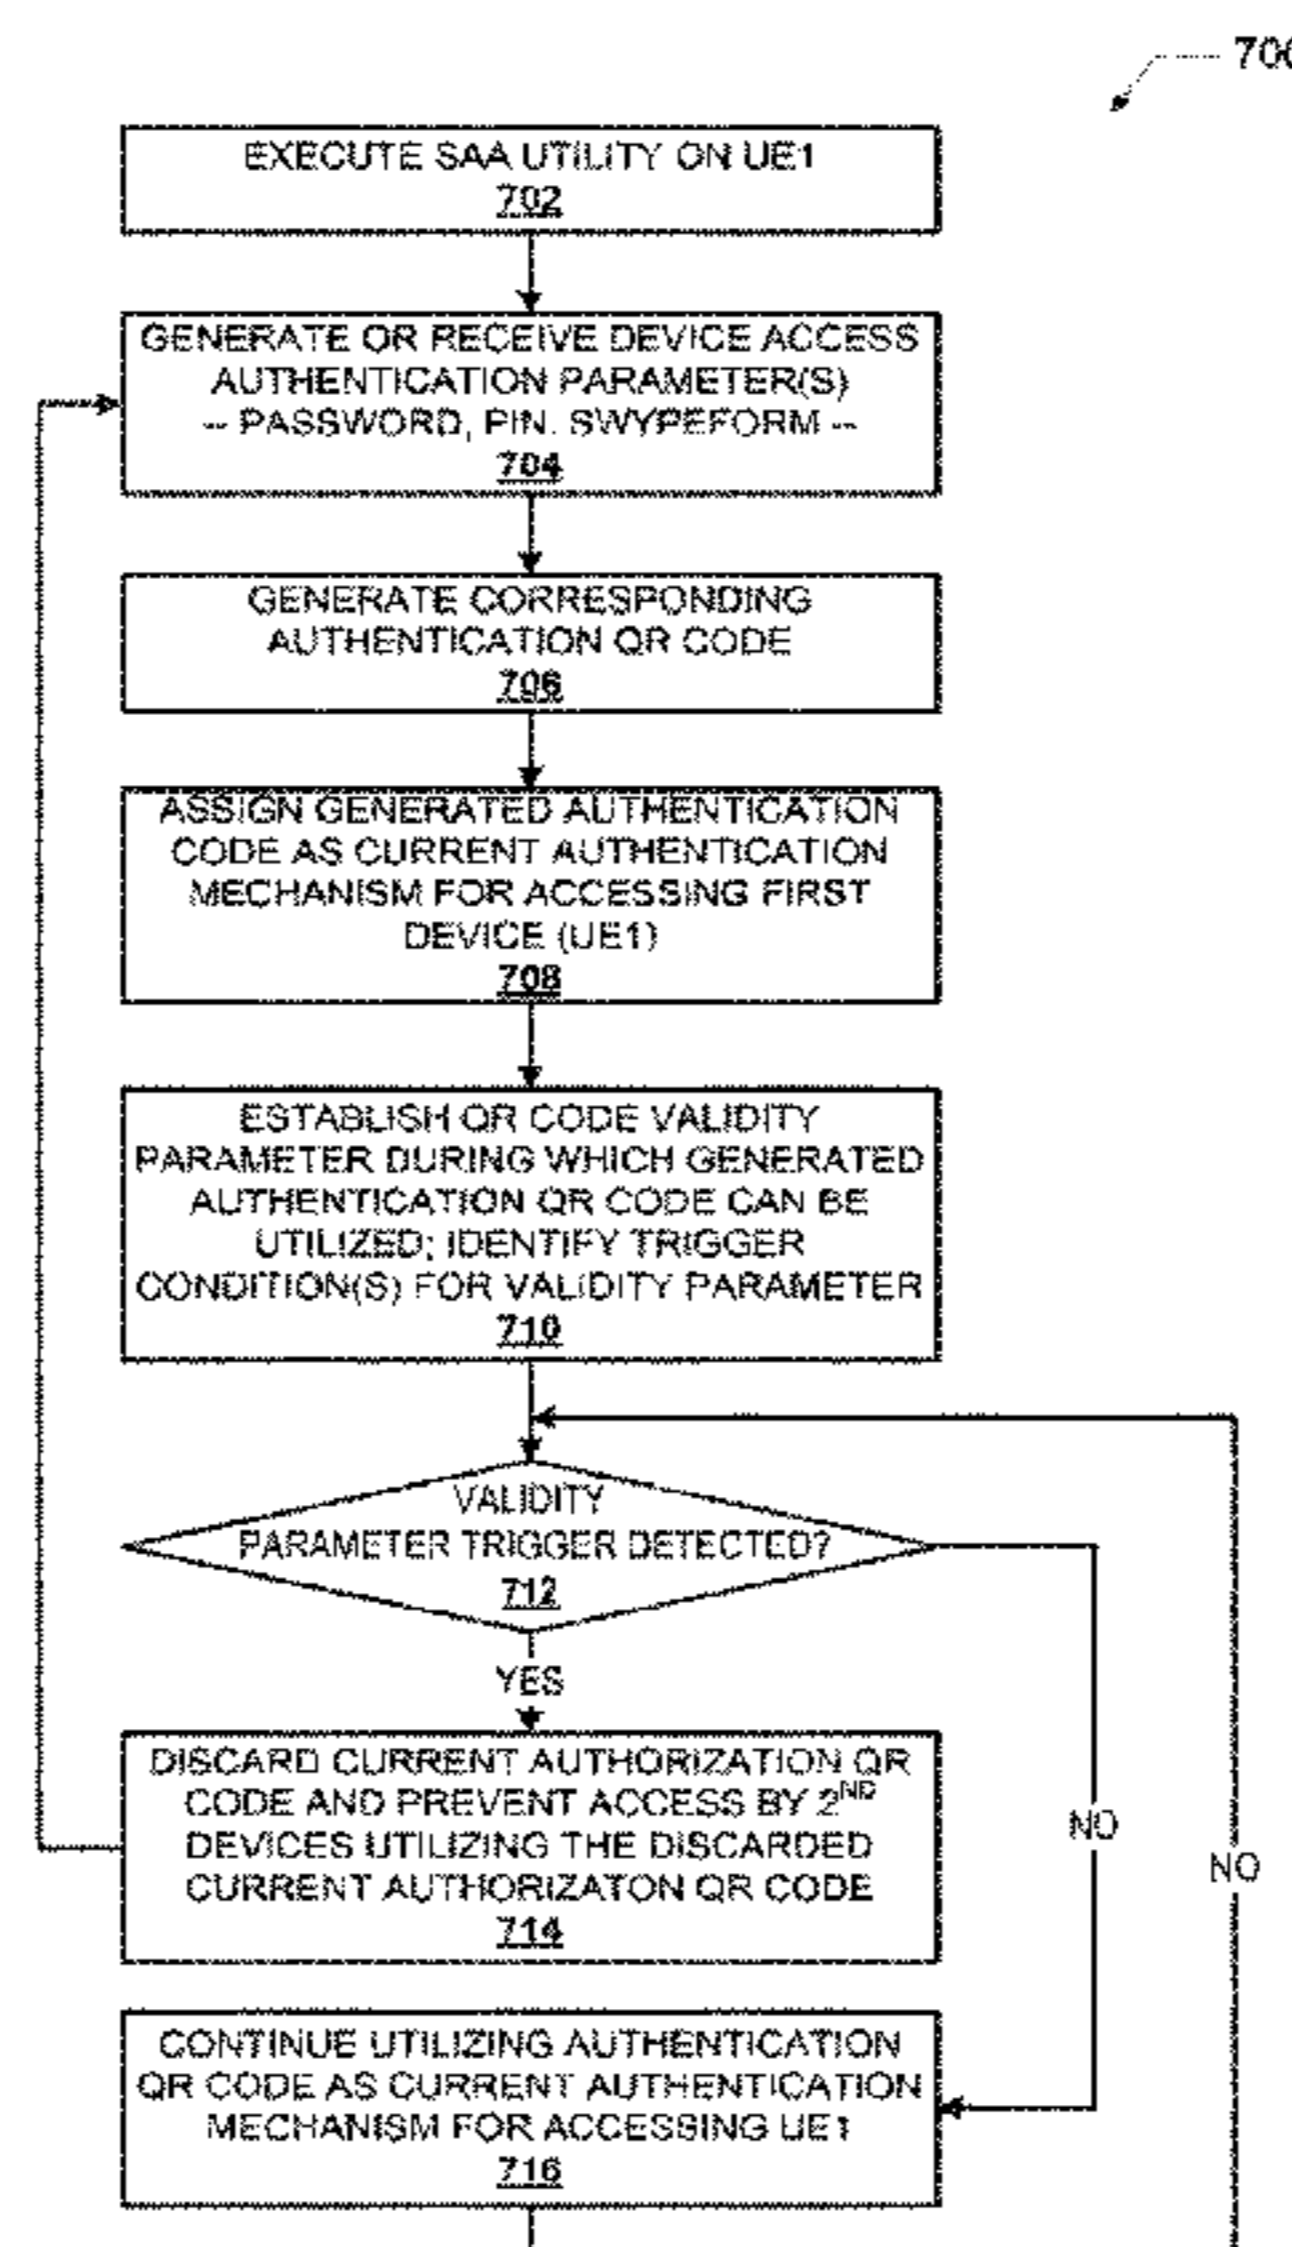 700
EXECUTE SAA UTILITY ON UE1
702
GENERATE OR RECEIVE DEVICE ACCESS
AUTHENTICATION PARAMETER(S)
-- PASSWORD, PIN. SWYPEFORM --
704
GENERATE CORRESPONDING
AUTHENTICATION QR CODE
706
ASSIGN GENERATED AUTHENTICATION
CODE AS CURRENT AUTHENTICATION
MECHANISM FOR ACCESSING FIRST
DEVICE (UE1)
708
ESTABLISH QR CODE VALIDITY
PARAMETER DURING WHICH GENERATED
AUTHENTICATION QR CODE CAN BE
UTILIZED; IDENTIFY TRIGGER
CONDITION(S) FOR VALIDITY PARAMETER
710
VALIDITY
PARAMETER TRIGGER DETECTED?
712
YES
DISCARD CURRENT AUTHORIZATION QR
CODE AND PREVENT ACCESS BY 2ND
DEVICES UTILIZING THE DISCARDED
CURRENT AUTHORIZATON QR CODE
714
NO
NO
CONTINUE UTILIZING AUTHENTICATION
QR CODE AS CURRENT AUTHENTICATION
MECHANISM FOR ACCESSING UE1
716